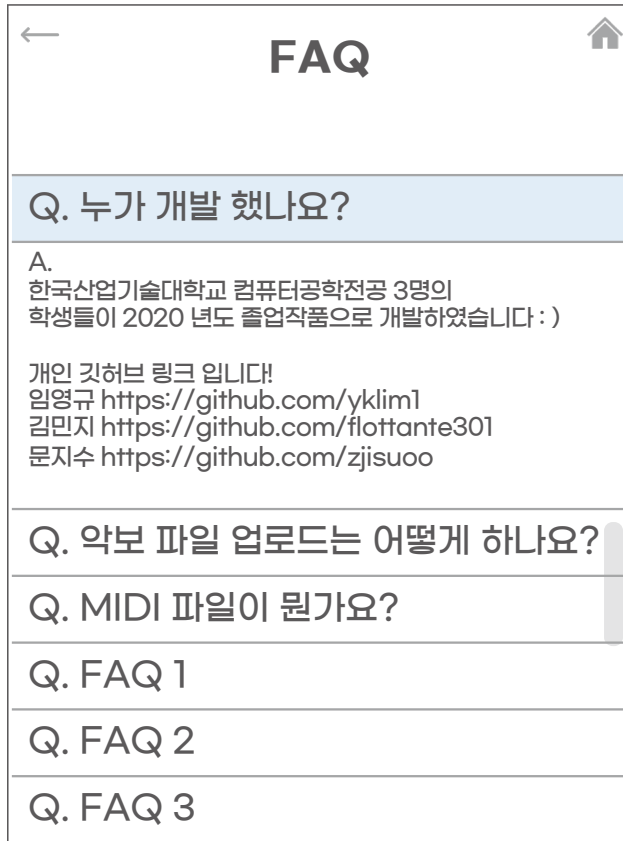 FAQ
Q. 누가 개발 했나요?
A.
한국산업기술대학교 컴퓨터공학전공 3명의
학생들이 2020 년도 졸업작품으로 개발하였습니다 : )
개인 깃허브 링크 입니다!
임영규 https://github.com/yklim1
김민지 https://github.com/flottante301
문지수 https://github.com/zjisuoo
Q. 악보 파일 업로드는 어떻게 하나요?
Q. MIDI 파일이 뭔가요?
Q. FAQ 1
Q. FAQ 2
Q. FAQ 3